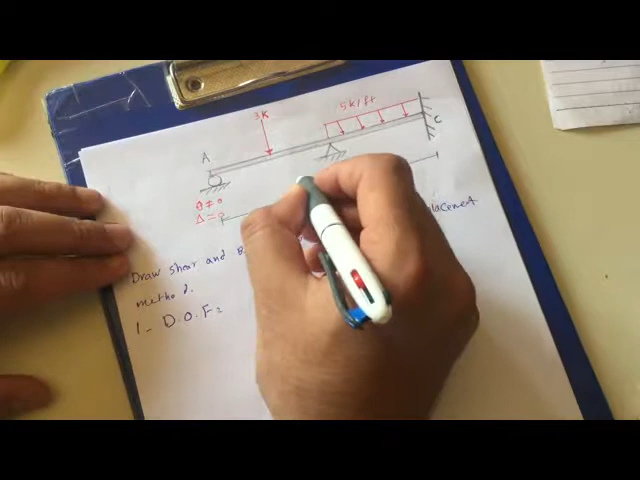 3K
5k/ft
A
C
θ≠0
Δ=0
Draw shear and
method.
1- D.O.F=